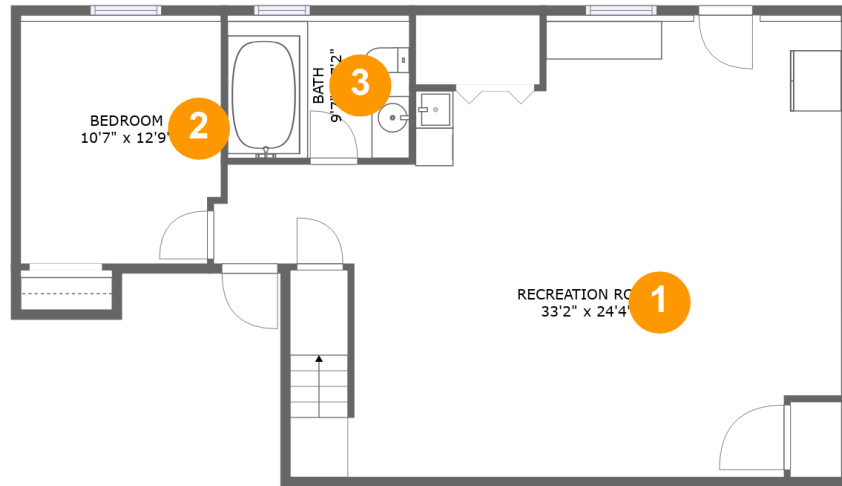 BEDROOM
10'7" x 12'9"
2
BATH
3
RECREATION
33'2" x 24'4"
1